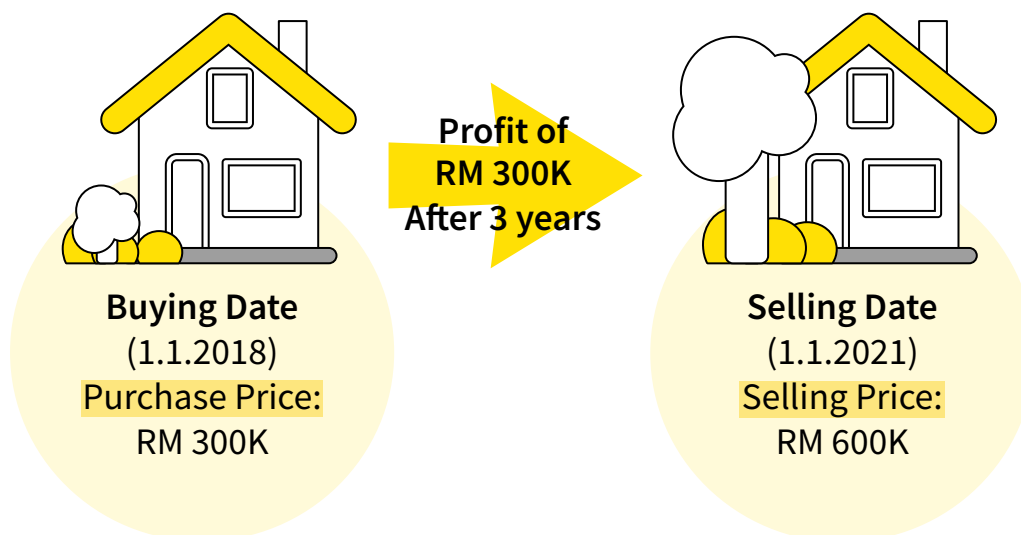 Profit of
RM 300K
After 3 years
Buying Date
(1.1.2018)
Purchase Price:
RM 300K
Selling Date
(1.1.2021)
Selling Price:
RM 600K